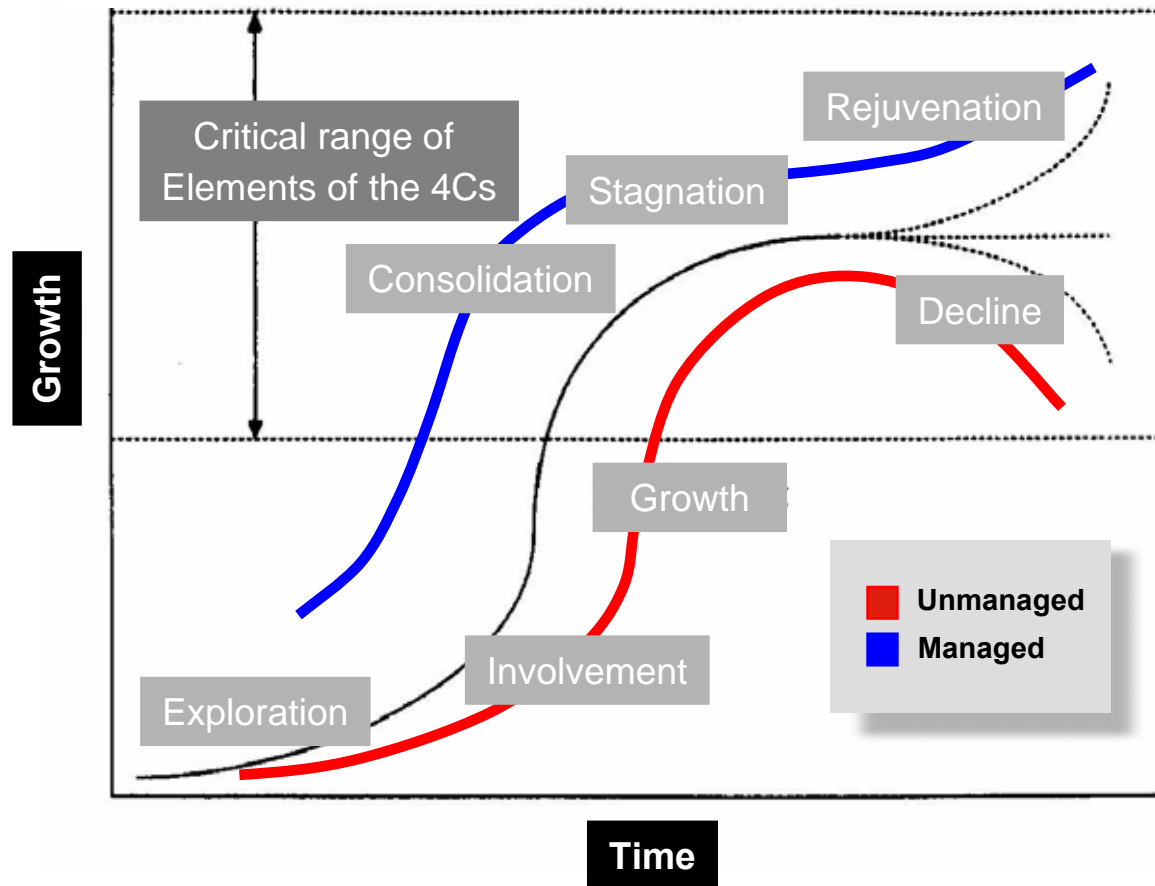 Rejuvenation
Critical range of
Elements of the 4Cs
Stagnation
Consolidation
Decline
Growth
Growth
Unmanaged
Managed
Involvement
Exploration
Time